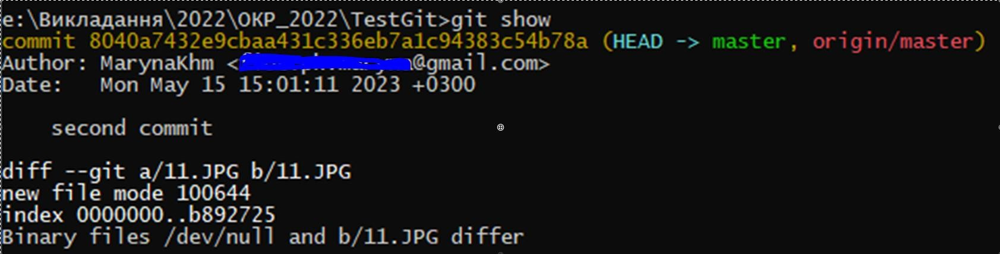 e:\Викладання\2022\ОКР_2022\TestGit>git show
commit 8040a7432e9cbaa431c336eb7a1c94383c54b78a (HEAD -> master, origin/master)
Author: MarynaKhm < @gmail.com>
Date:   Mon May 15 15:01:11 2023 +0300
second commit
diff --git a/11.JPG b/11.JPG
new file mode 100644
index 0000000..b892725
Binary files /dev/null and b/11.JPG differ